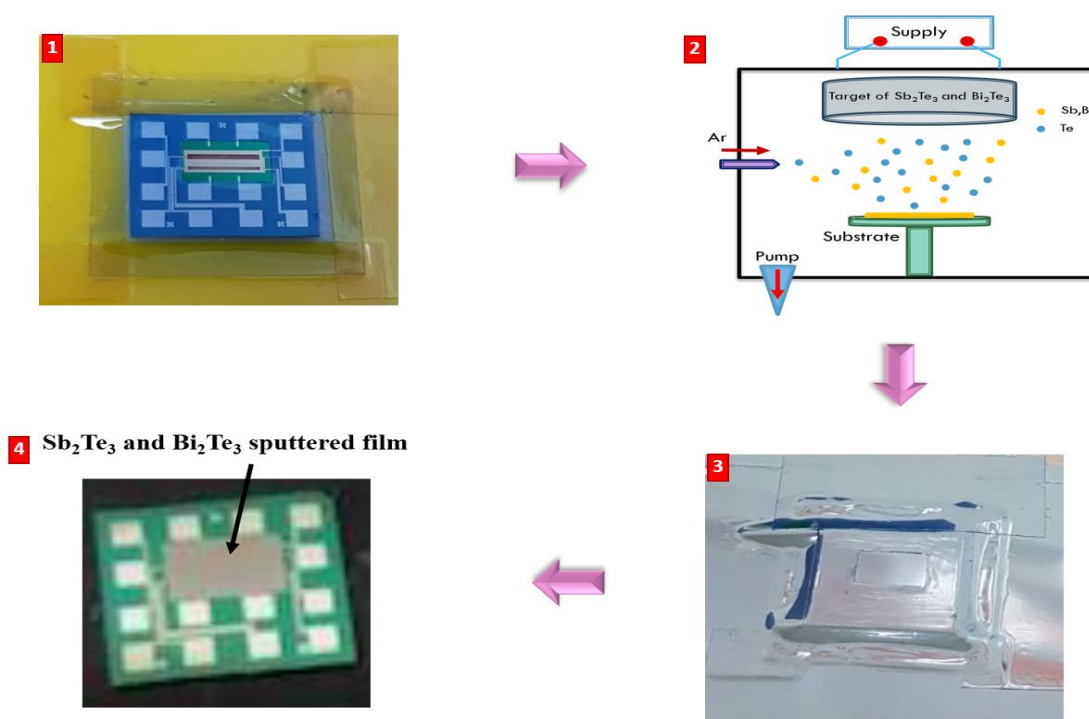 1
2
Supply
Target of Sb₂Te₃ and Bi₂Te₃
Sb,B
Te
Ar
Substrate
Pump
4 Sb₂Te₃ and Bi₂Te₃ sputtered film
3